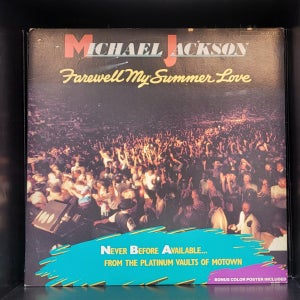 MICHAEL JACKSON
Farewell My Summer Love
NEVER BEFORE AVAILABLE...
FROM THE PLATINUM VAULTS OF MOTOWN
BONUS COLOR POSTER INCLUDED